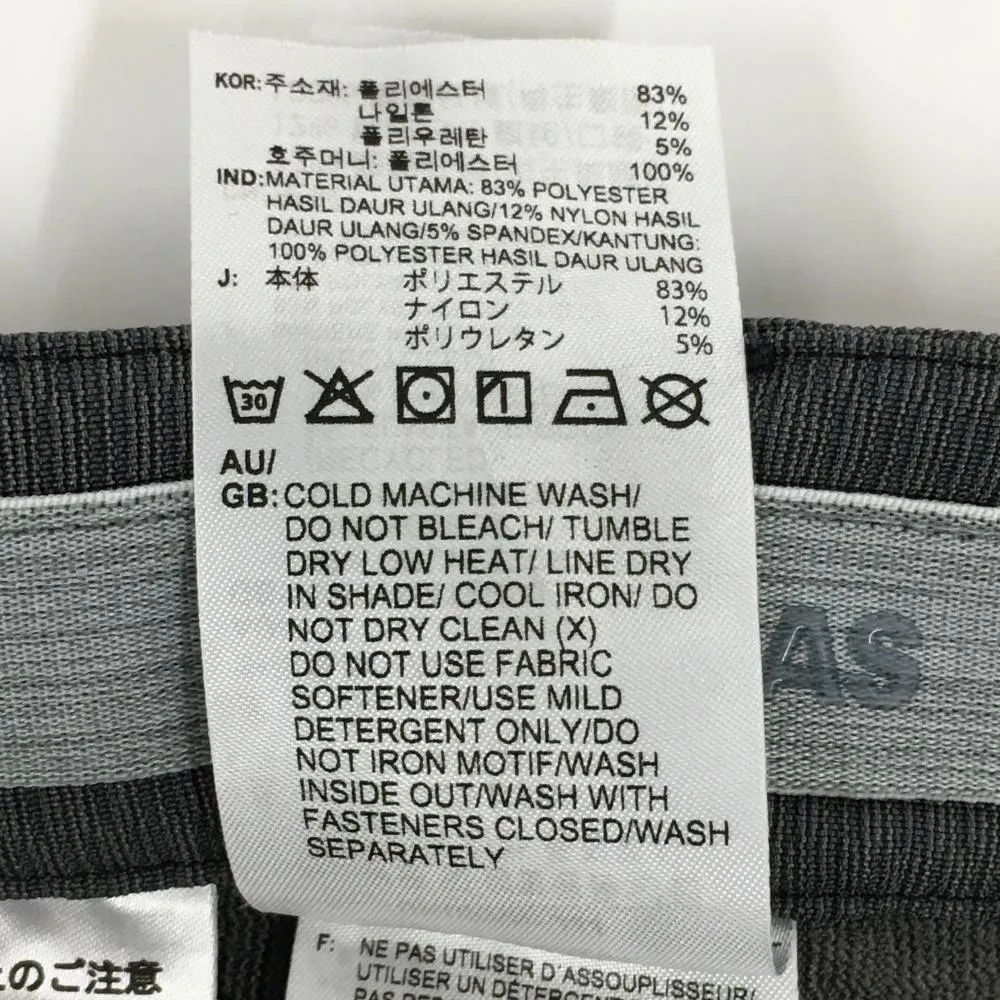 KOR: 주소재: 폴리에스터 83%
나일론 12%
폴리우레탄 5%
호주머니: 폴리에스터 100%
IND: MATERIAL UTAMA: 83% POLYESTER
HASIL DAUR ULANG/12% NYLON HASIL
DAUR ULANG/5% SPANDEX/KANTUNG:
100% POLYESTER HASIL DAUR ULANG
J: 本体 ポリエステル 83%
ナイロン 12%
ポリウレタン 5%
30
AU/
GB: COLD MACHINE WASH/
DO NOT BLEACH/ TUMBLE
DRY LOW HEAT/ LINE DRY
IN SHADE/ COOL IRON/ DO
NOT DRY CLEAN (X)
DO NOT USE FABRIC
SOFTENER/USE MILD
DETERGENT ONLY/DO
NOT IRON MOTIF/WASH
INSIDE OUT/WASH WITH
FASTENERS CLOSED/WASH
SEPARATELY
AS
のご注意
F: NE PAS UTILISER D'ASSOUPLISSEUR/
UTILISER UN DÉTERGENT